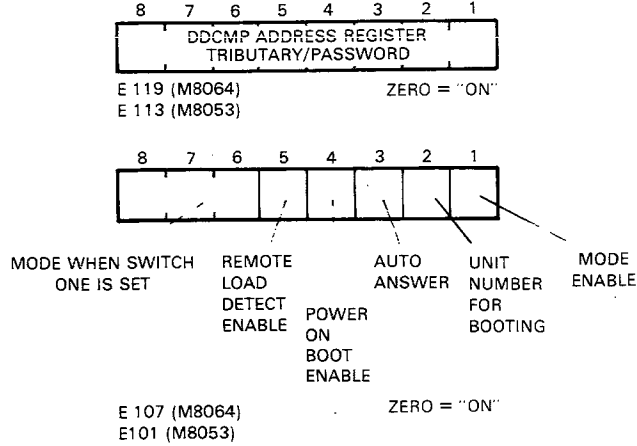 8 7 6 5 4 3 2 1
DDCMP ADDRESS REGISTER
TRIBUTARY/PASSWORD
E 119 (M8064) ZERO = "ON"
E 113 (M8053)
8 7 6 5 4 3 2 1
MODE WHEN SWITCH
ONE IS SET
REMOTE
LOAD
DETECT
ENABLE
POWER
ON
BOOT
ENABLE
AUTO
ANSWER
UNIT
NUMBER
FOR
BOOTING
MODE
ENABLE
E 107 (M8064) ZERO = "ON"
E101 (M8053)